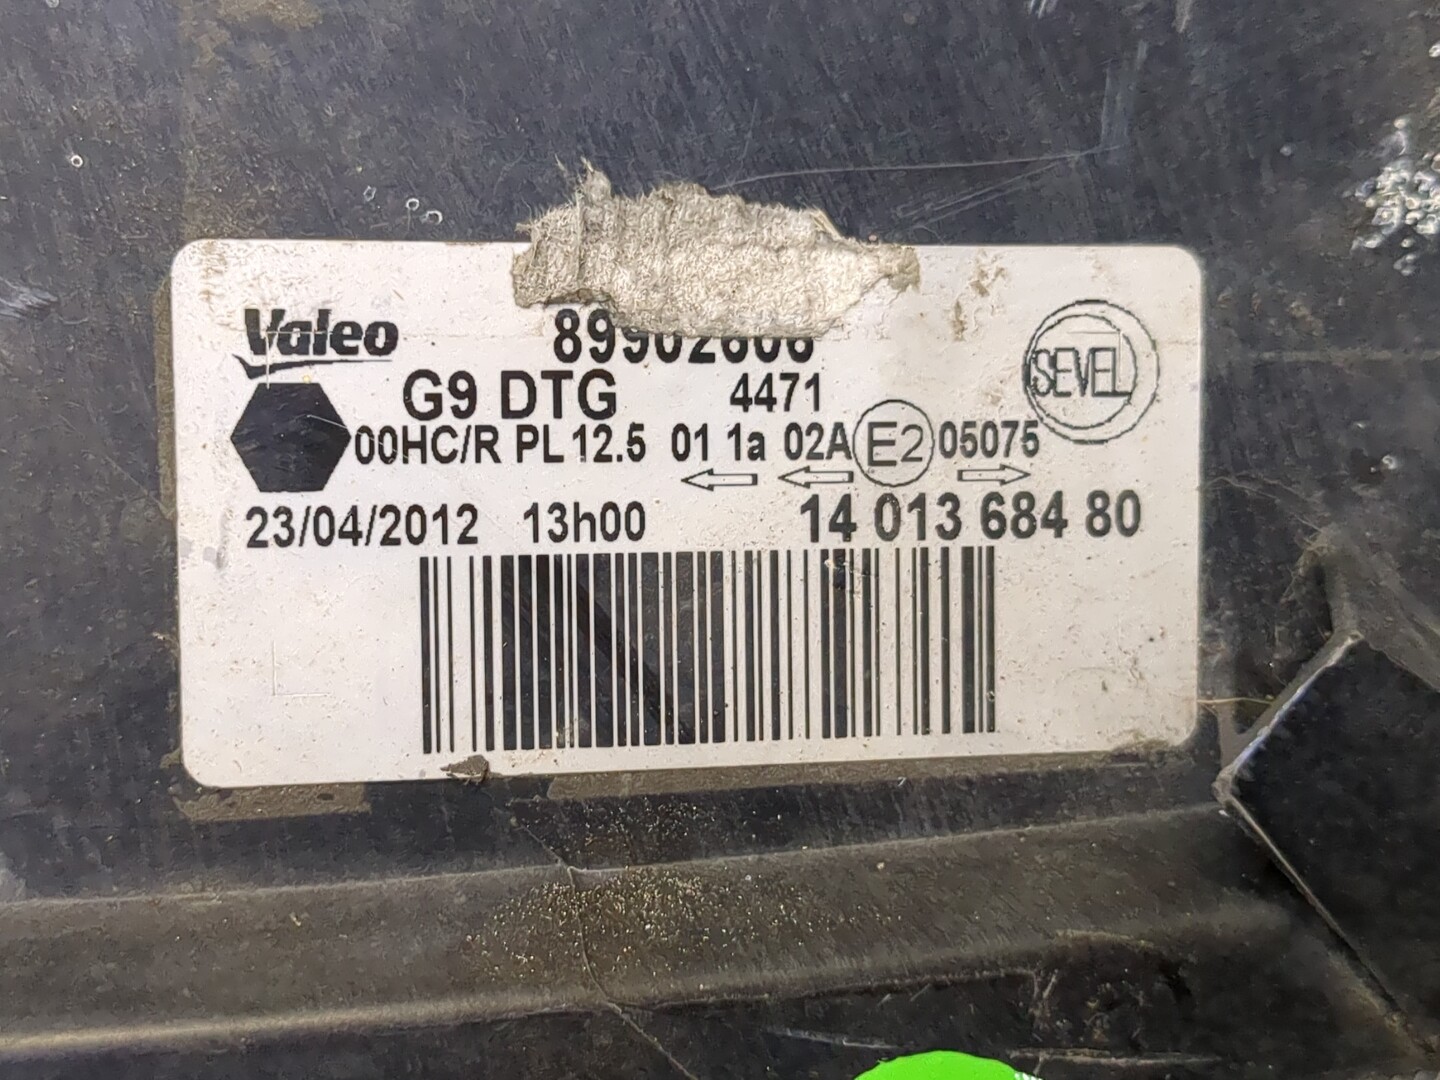 Valeo
SEVEL
G9 DTG 4471
00HC/R PL 12.5 01 1a 02A E2 05075
23/04/2012 13h00 14 013 684 80